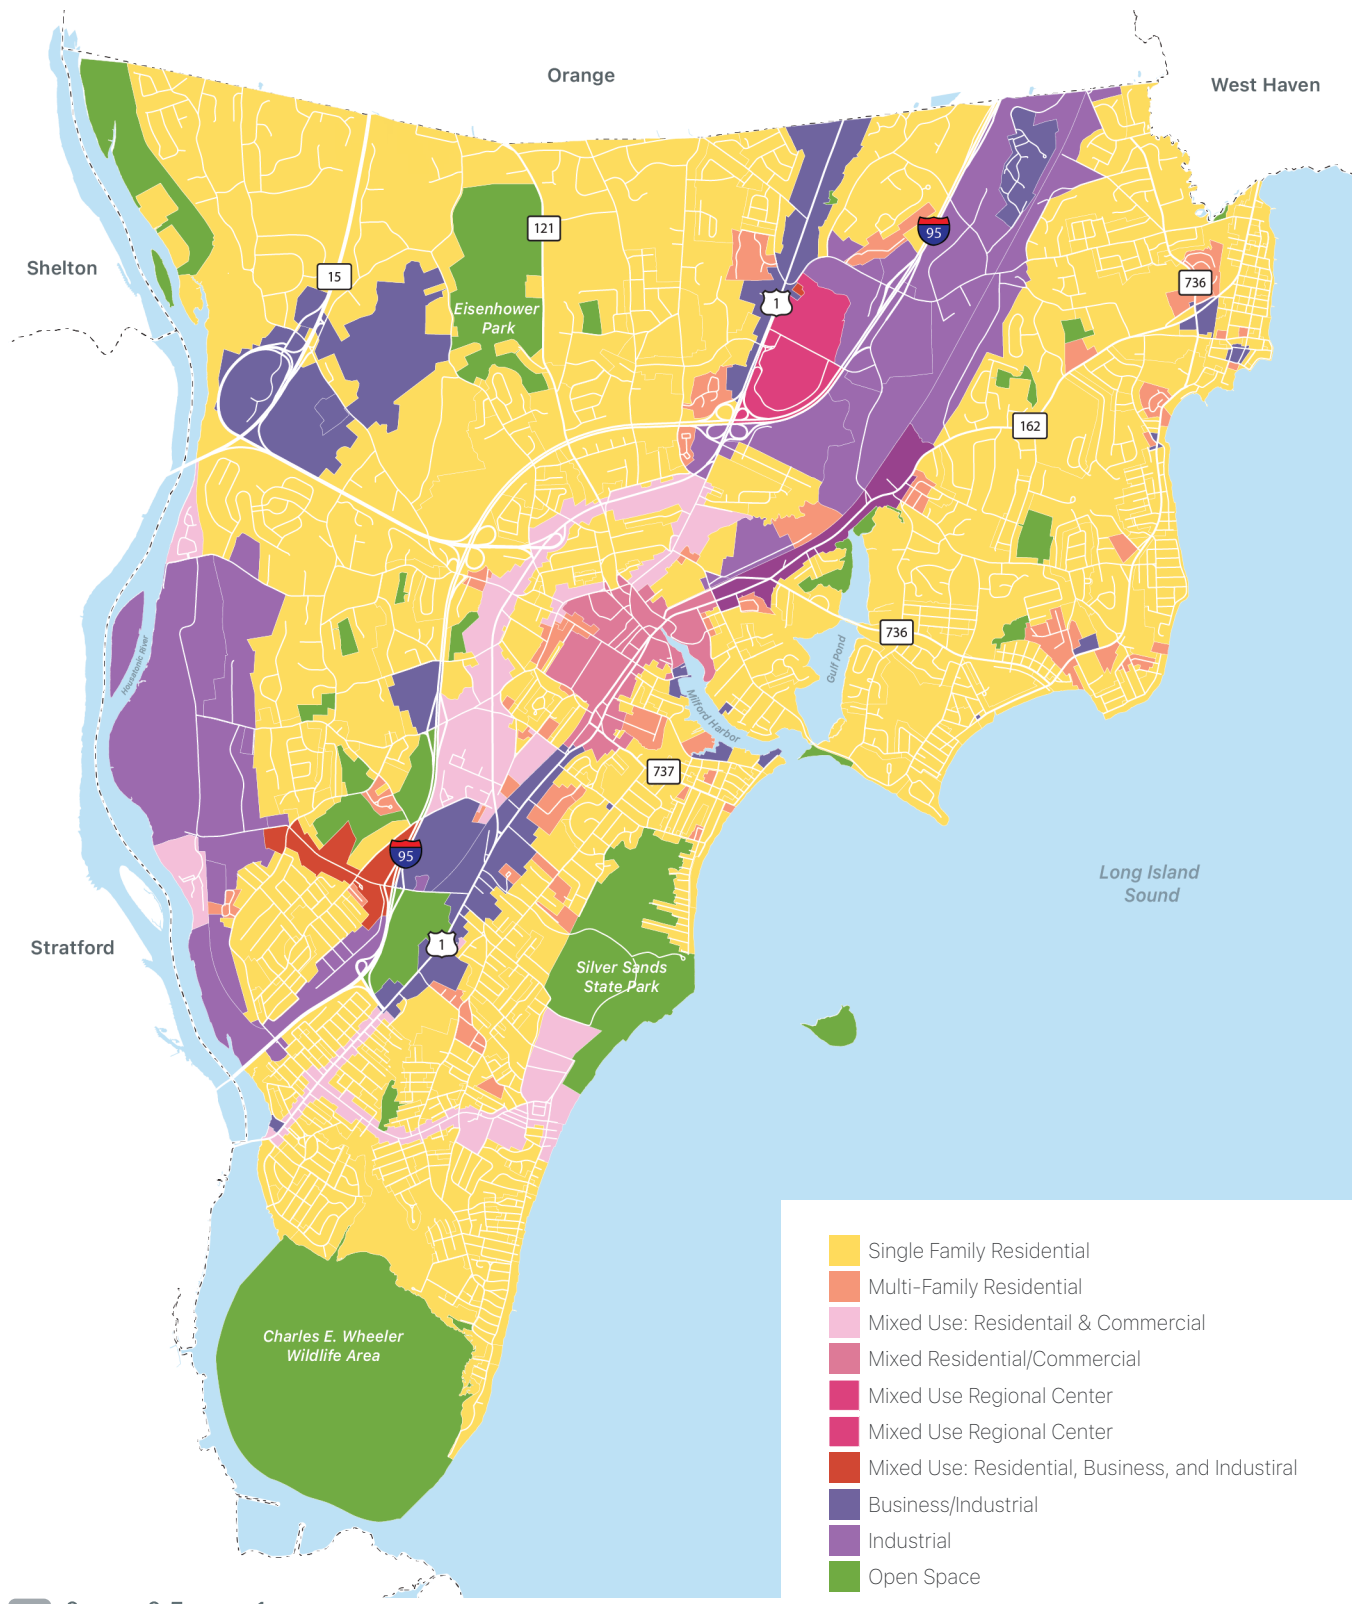 Orange
West Haven
Shelton
15
121
95
1
736
Eisenhower
Park
162
736
Gulf Pond
Housatonic River
Milford Harbor
737
95
Long Island
Sound
Stratford
1
Silver Sands
State Park
Charles E. Wheeler
Wildlife Area
Single Family Residential
Multi-Family Residential
Mixed Use: Residentail & Commercial
Mixed Residential/Commercial
Mixed Use Regional Center
Mixed Use Regional Center
Mixed Use: Residential, Business, and Industiral
Business/Industrial
Industrial
Open Space